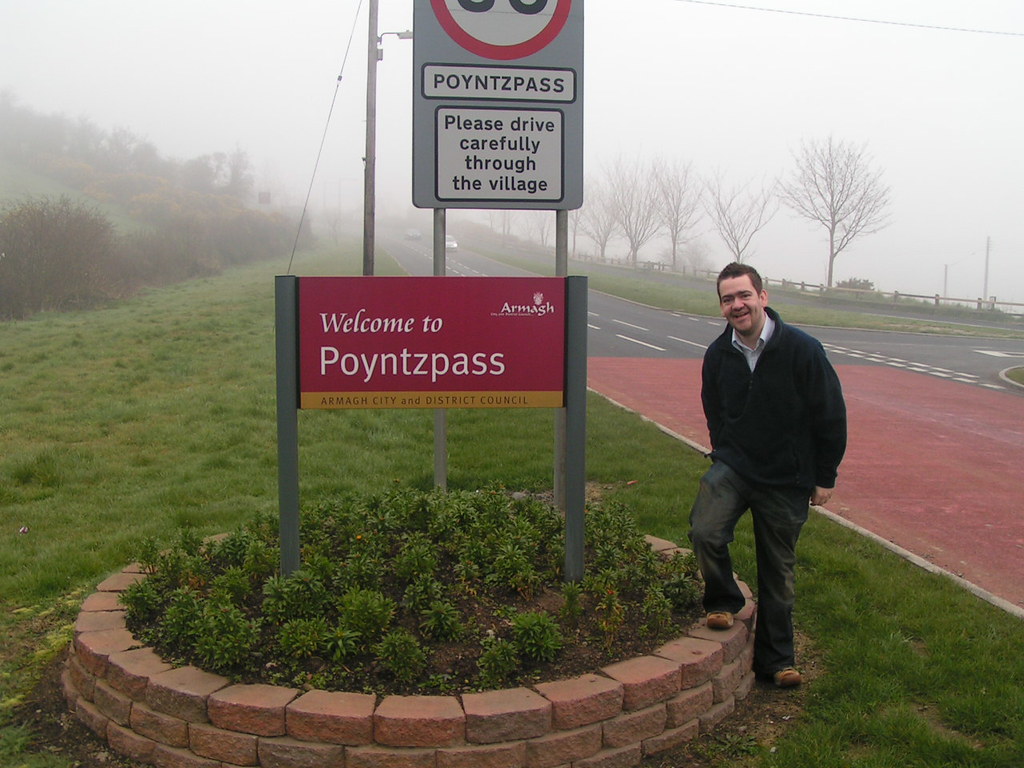 POYNTZPASS
Please drive
carefully
through
the village
Armagh
Welcome to
Poyntzpass
ARMAGH CITY and DISTRICT COUNCIL